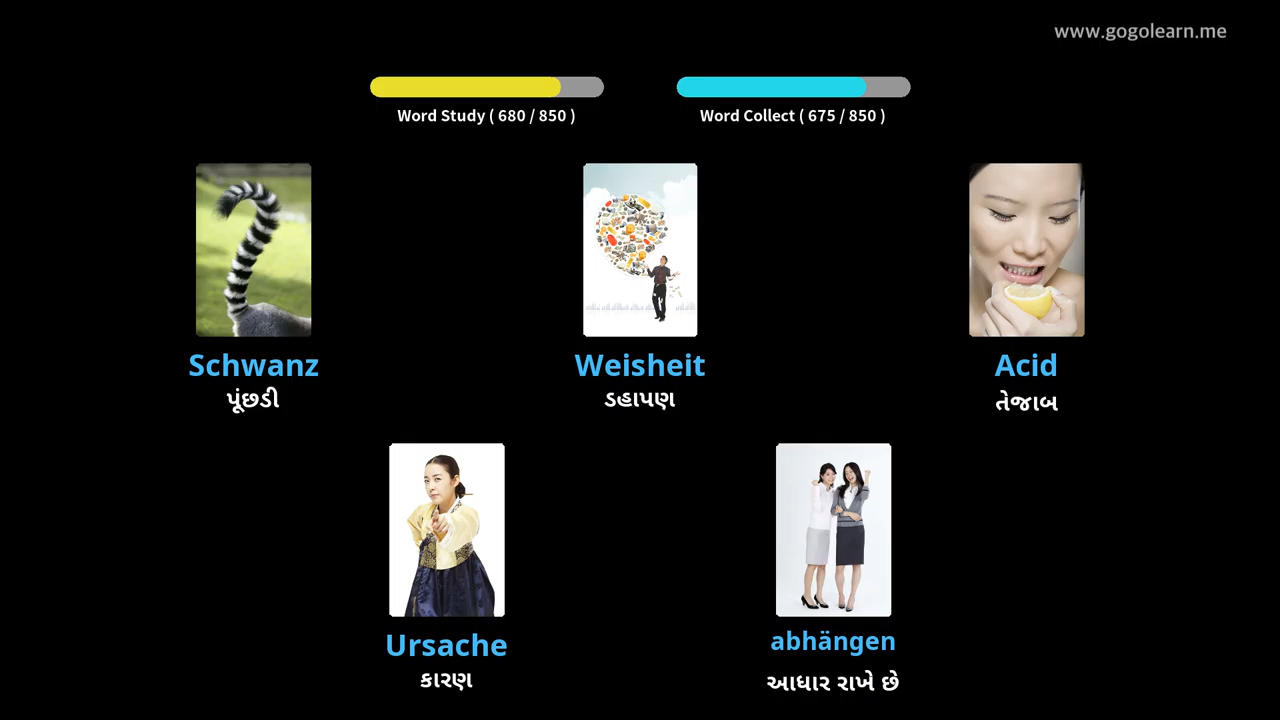 www.gogolearn.me
Word Study ( 680 / 850 )
Word Collect ( 675 / 850 )
Schwanz
પૂંછડી
Weisheit
ડહાપણ
Acid
તેજાબ
Ursache
કારણ
abhängen
આધાર રાખે છે